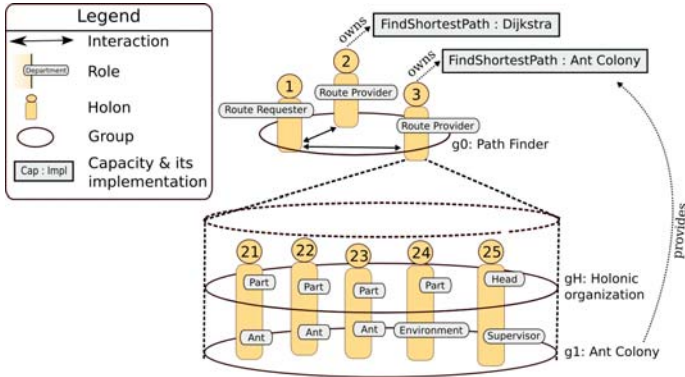 Legend
Interaction
Department
Role
Holon
Group
Cap : Impl
Capacity & its
implementation
owns
FindShortestPath : Dijkstra
owns
FindShortestPath : Ant Colony
1
2
3
Route Requester
Route Provider
Route Provider
g0: Path Finder
provides
21
22
23
24
25
Part
Part
Part
Part
Head
gH: Holonic
organization
Ant
Ant
Ant
Environment
Supervisor
g1: Ant Colony